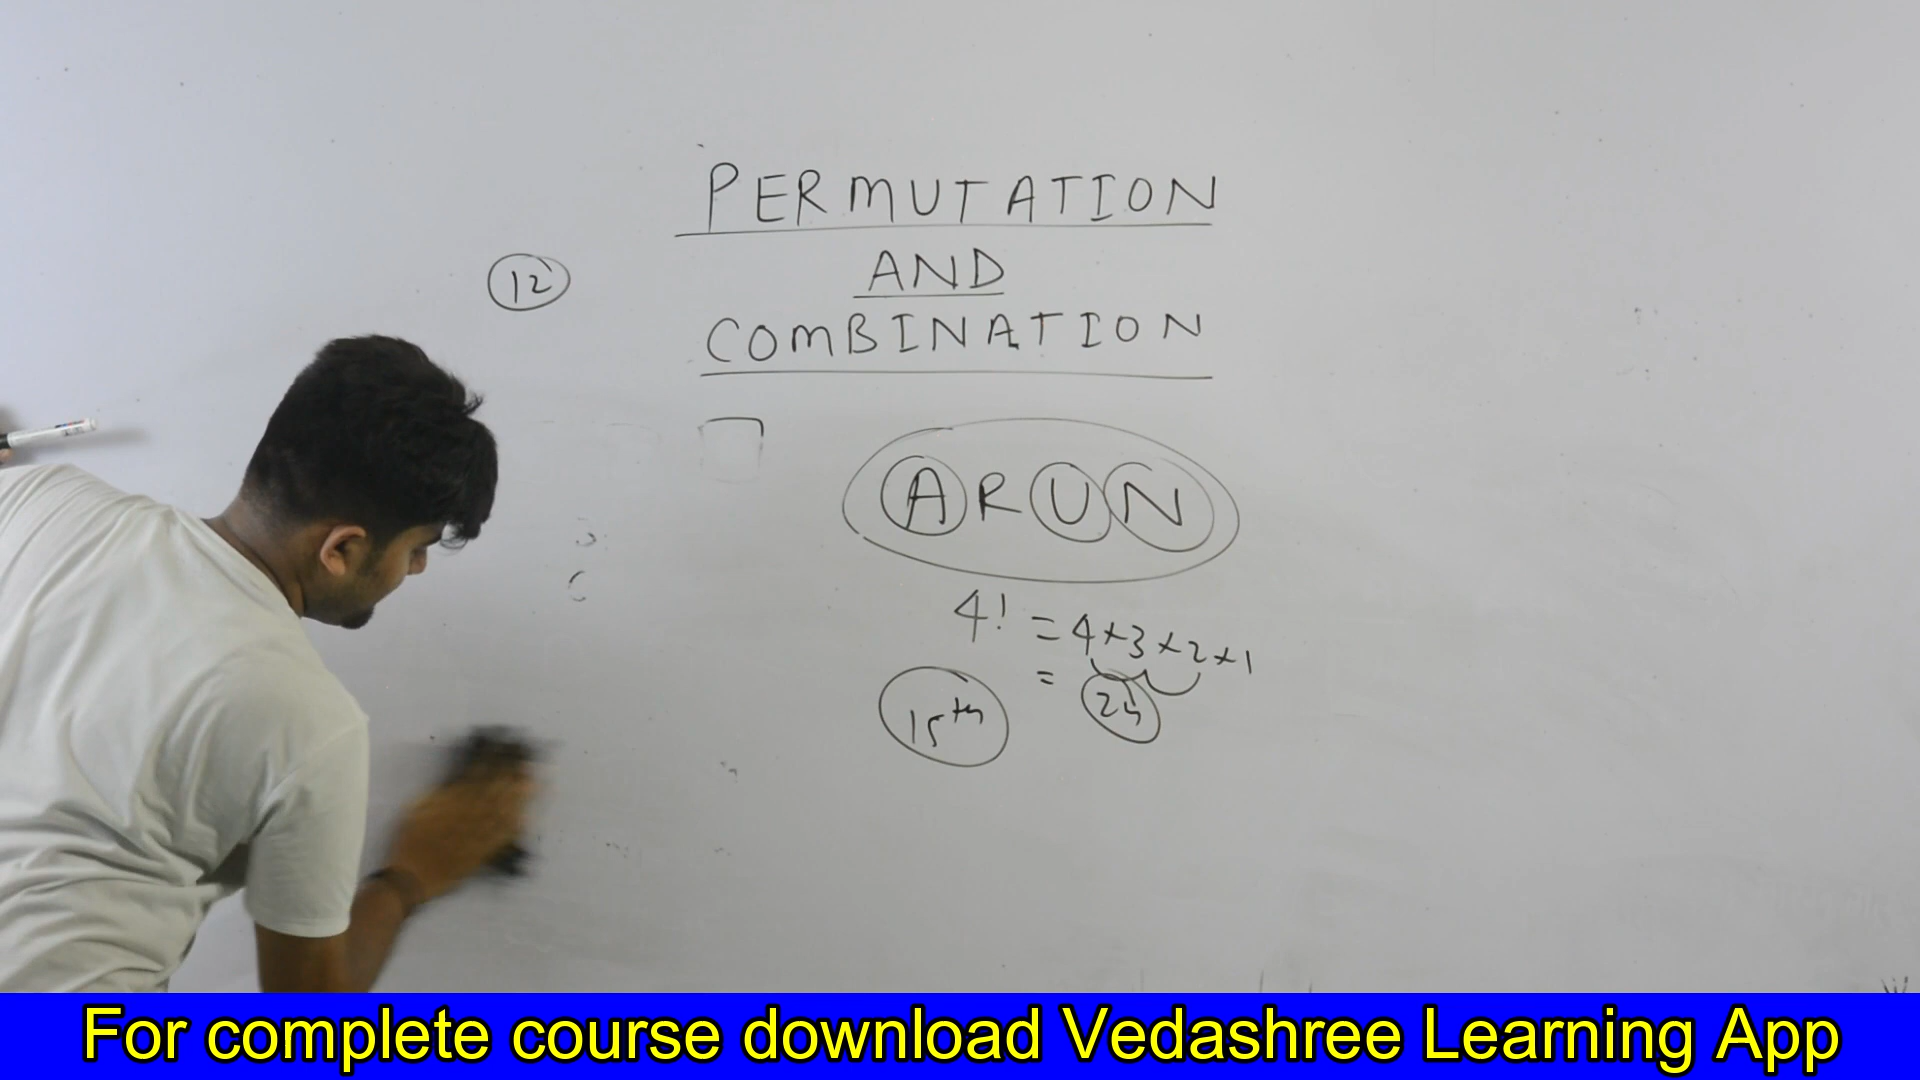 PERMUTATION
AND
12
COMBINATION
ARUN
4! = 4×3×2×1
= 24
15th
For complete course download Vedashree Learning App